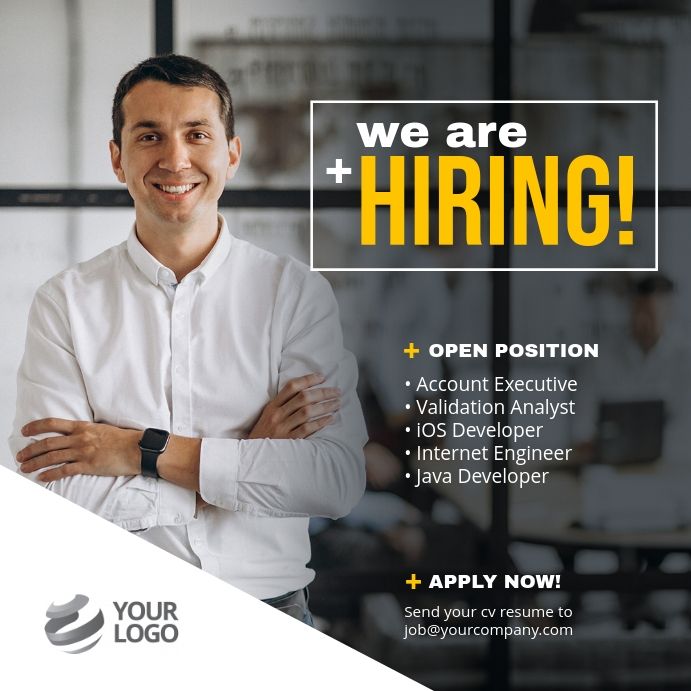 we are
+ HIRING!
+ OPEN POSITION
• Account Executive
• Validation Analyst
• iOS Developer
• Internet Engineer
• Java Developer
+ APPLY NOW!
Send your cv resume to
job@yourcompany.com
YOUR
LOGO